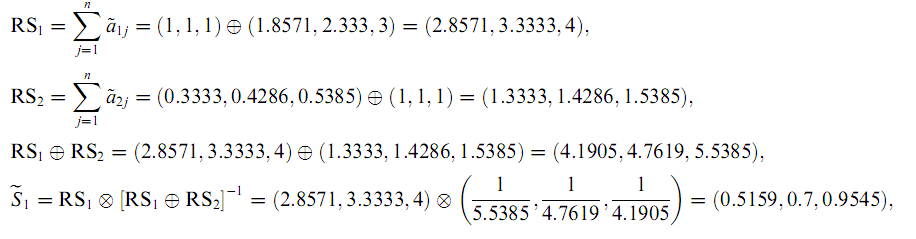 RS₁ = ∑ⁿⱼ₌₁ ã₁ⱼ = (1, 1, 1) ⊕ (1.8571, 2.333, 3) = (2.8571, 3.3333, 4),
RS₂ = ∑ⁿⱼ₌₁ ã₂ⱼ = (0.3333, 0.4286, 0.5385) ⊕ (1, 1, 1) = (1.3333, 1.4286, 1.5385),
RS₁ ⊕ RS₂ = (2.8571, 3.3333, 4) ⊕ (1.3333, 1.4286, 1.5385) = (4.1905, 4.7619, 5.5385),
S̃₁ = RS₁ ⊗ [RS₁ ⊕ RS₂]⁻¹ = (2.8571, 3.3333, 4) ⊗ (1/5.5385, 1/4.7619, 1/4.1905) = (0.5159, 0.7, 0.9545),